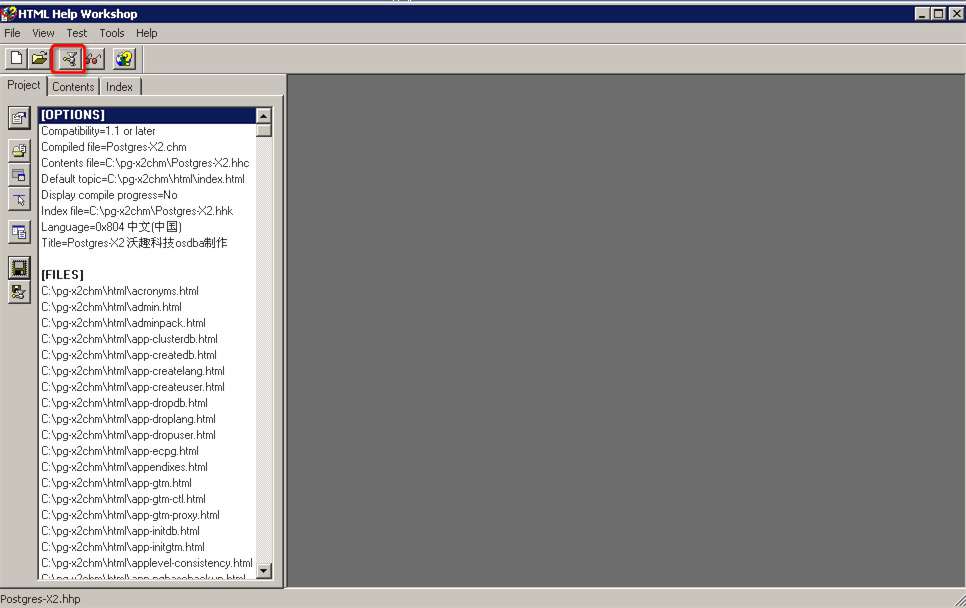 HTML Help Workshop
File View Test Tools Help
Project Contents Index
[OPTIONS]
Compatibility=1.1 or later
Compiled file=Postgres-X2.chm
Contents file=C:\pg-x2chm\Postgres-X2.hhc
Default topic=C:\pg-x2chm\html\index.html
Display compile progress=No
Index file=C:\pg-x2chm\Postgres-X2.hhk
Language=0x804 中文(中国)
Title=Postgres-X2 沃趣科技osdba制作
[FILES]
C:\pg-x2chm\html\acronyms.html
C:\pg-x2chm\html\admin.html
C:\pg-x2chm\html\adminpack.html
C:\pg-x2chm\html\app-clusterdb.html
C:\pg-x2chm\html\app-createdb.html
C:\pg-x2chm\html\app-createlang.html
C:\pg-x2chm\html\app-createuser.html
C:\pg-x2chm\html\app-dropdb.html
C:\pg-x2chm\html\app-droplang.html
C:\pg-x2chm\html\app-dropuser.html
C:\pg-x2chm\html\app-ecpg.html
C:\pg-x2chm\html\appendixes.html
C:\pg-x2chm\html\app-gtm.html
C:\pg-x2chm\html\app-gtm-ctl.html
C:\pg-x2chm\html\app-gtm-proxy.html
C:\pg-x2chm\html\app-initdb.html
C:\pg-x2chm\html\app-initgtm.html
C:\pg-x2chm\html\applevel-consistency.html
C:\pg-x2chm\html\app-pgbasebackup.html
Postgres-X2.hhp